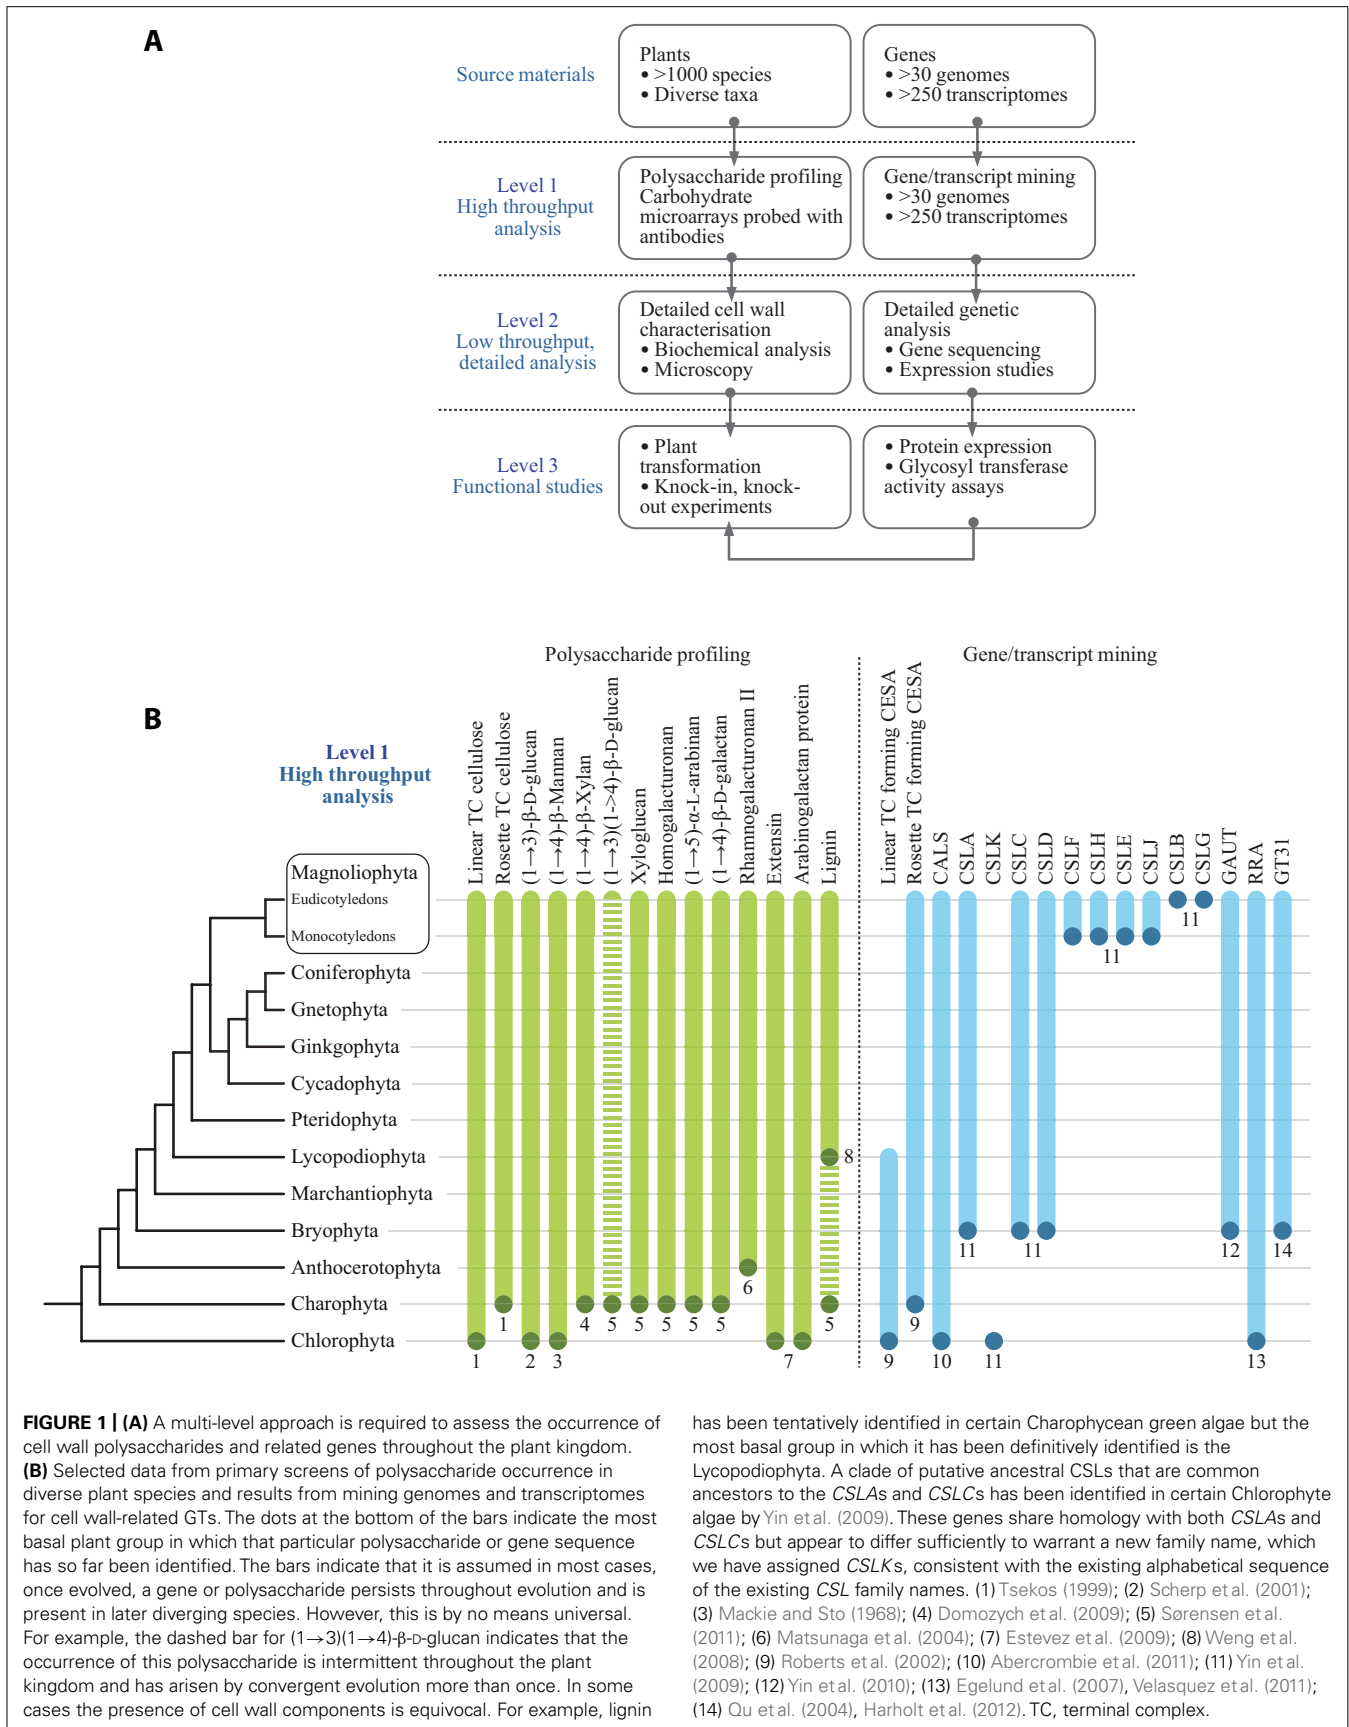 A
Source materials
Plants
• >1000 species
• Diverse taxa
Genes
• >30 genomes
• >250 transcriptomes
Level 1
High throughput
analysis
Polysaccharide profiling
Carbohydrate
microarrays probed with
antibodies
Gene/transcript mining
• >30 genomes
• >250 transcriptomes
Level 2
Low throughput,
detailed analysis
Detailed cell wall
characterisation
• Biochemical analysis
• Microscopy
Detailed genetic
analysis
• Gene sequencing
• Expression studies
Level 3
Functional studies
• Plant
transformation
• Knock-in, knock-
out experiments
• Protein expression
• Glycosyl transferase
activity assays
B
Polysaccharide profiling
Gene/transcript mining
Level 1
High throughput
analysis
Linear TC cellulose
Rosette TC cellulose
(1→3)-β-D-glucan
(1→4)-β-Mannan
(1→4)-β-Xylan
(1→3)(1->4)-β-D-glucan
Xyloglucan
Homogalacturonan
(1→5)-α-L-arabinan
(1→4)-β-D-galactan
Rhamnogalacturonan II
Extensin
Arabinogalactan protein
Lignin
Linear TC forming CESA
Rosette TC forming CESA
CALS
CSLA
CSLK
CSLC
CSLD
CSLF
CSLH
CSLE
CSLJ
CSLB
CSLG
GAUT
RRA
GT31
Magnoliophyta
Eudicotyledons
11
Monocotyledons
11
Coniferophyta
Gnetophyta
Ginkgophyta
Cycadophyta
Pteridophyta
Lycopodiophyta
8
Marchantiophyta
Bryophyta
11 11 12 14
Anthocerotophyta
6
Charophyta
1 4 5 5 5 5 5 5 9
Chlorophyta
1 2 3 7 9 10 11 13
FIGURE 1 | (A) A multi-level approach is required to assess the occurrence of
cell wall polysaccharides and related genes throughout the plant kingdom.
(B) Selected data from primary screens of polysaccharide occurrence in
diverse plant species and results from mining genomes and transcriptomes
for cell wall-related GTs. The dots at the bottom of the bars indicate the most
basal plant group in which that particular polysaccharide or gene sequence
has so far been identified. The bars indicate that it is assumed in most cases,
once evolved, a gene or polysaccharide persists throughout evolution and is
present in later diverging species. However, this is by no means universal.
For example, the dashed bar for (1→3)(1→4)-β-D-glucan indicates that the
occurrence of this polysaccharide is intermittent throughout the plant
kingdom and has arisen by convergent evolution more than once. In some
cases the presence of cell wall components is equivocal. For example, lignin
has been tentatively identified in certain Charophycean green algae but the
most basal group in which it has been definitively identified is the
Lycopodiophyta. A clade of putative ancestral CSLs that are common
ancestors to the CSLAs and CSLCs has been identified in certain Chlorophyte
algae by Yin et al. (2009). These genes share homology with both CSLAs and
CSLCs but appear to differ sufficiently to warrant a new family name, which
we have assigned CSLKs, consistent with the existing alphabetical sequence
of the existing CSL family names. (1) Tsekos (1999); (2) Scherp et al. (2001);
(3) Mackie and Sto (1968); (4) Domozych et al. (2009); (5) Sørensen et al.
(2011); (6) Matsunaga et al. (2004); (7) Estevez et al. (2009); (8) Weng et al.
(2008); (9) Roberts et al. (2002); (10) Abercrombie et al. (2011); (11) Yin et al.
(2009); (12) Yin et al. (2010); (13) Egelund et al. (2007), Velasquez et al. (2011);
(14) Qu et al. (2004), Harholt et al. (2012). TC, terminal complex.